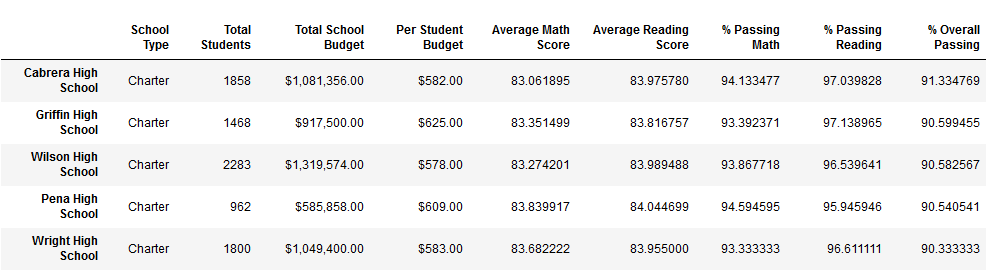 School Type Total Students Total School Budget Per Student Budget Average Math Score Average Reading Score % Passing Math % Passing Reading % Overall Passing
Cabrera High School Charter 1858 $1,081,356.00 $582.00 83.061895 83.975780 94.133477 97.039828 91.334769
Griffin High School Charter 1468 $917,500.00 $625.00 83.351499 83.816757 93.392371 97.138965 90.599455
Wilson High School Charter 2283 $1,319,574.00 $578.00 83.274201 83.989488 93.867718 96.539641 90.582567
Pena High School Charter 962 $585,858.00 $609.00 83.839917 84.044699 94.594595 95.945946 90.540541
Wright High School Charter 1800 $1,049,400.00 $583.00 83.682222 83.955000 93.333333 96.611111 90.333333